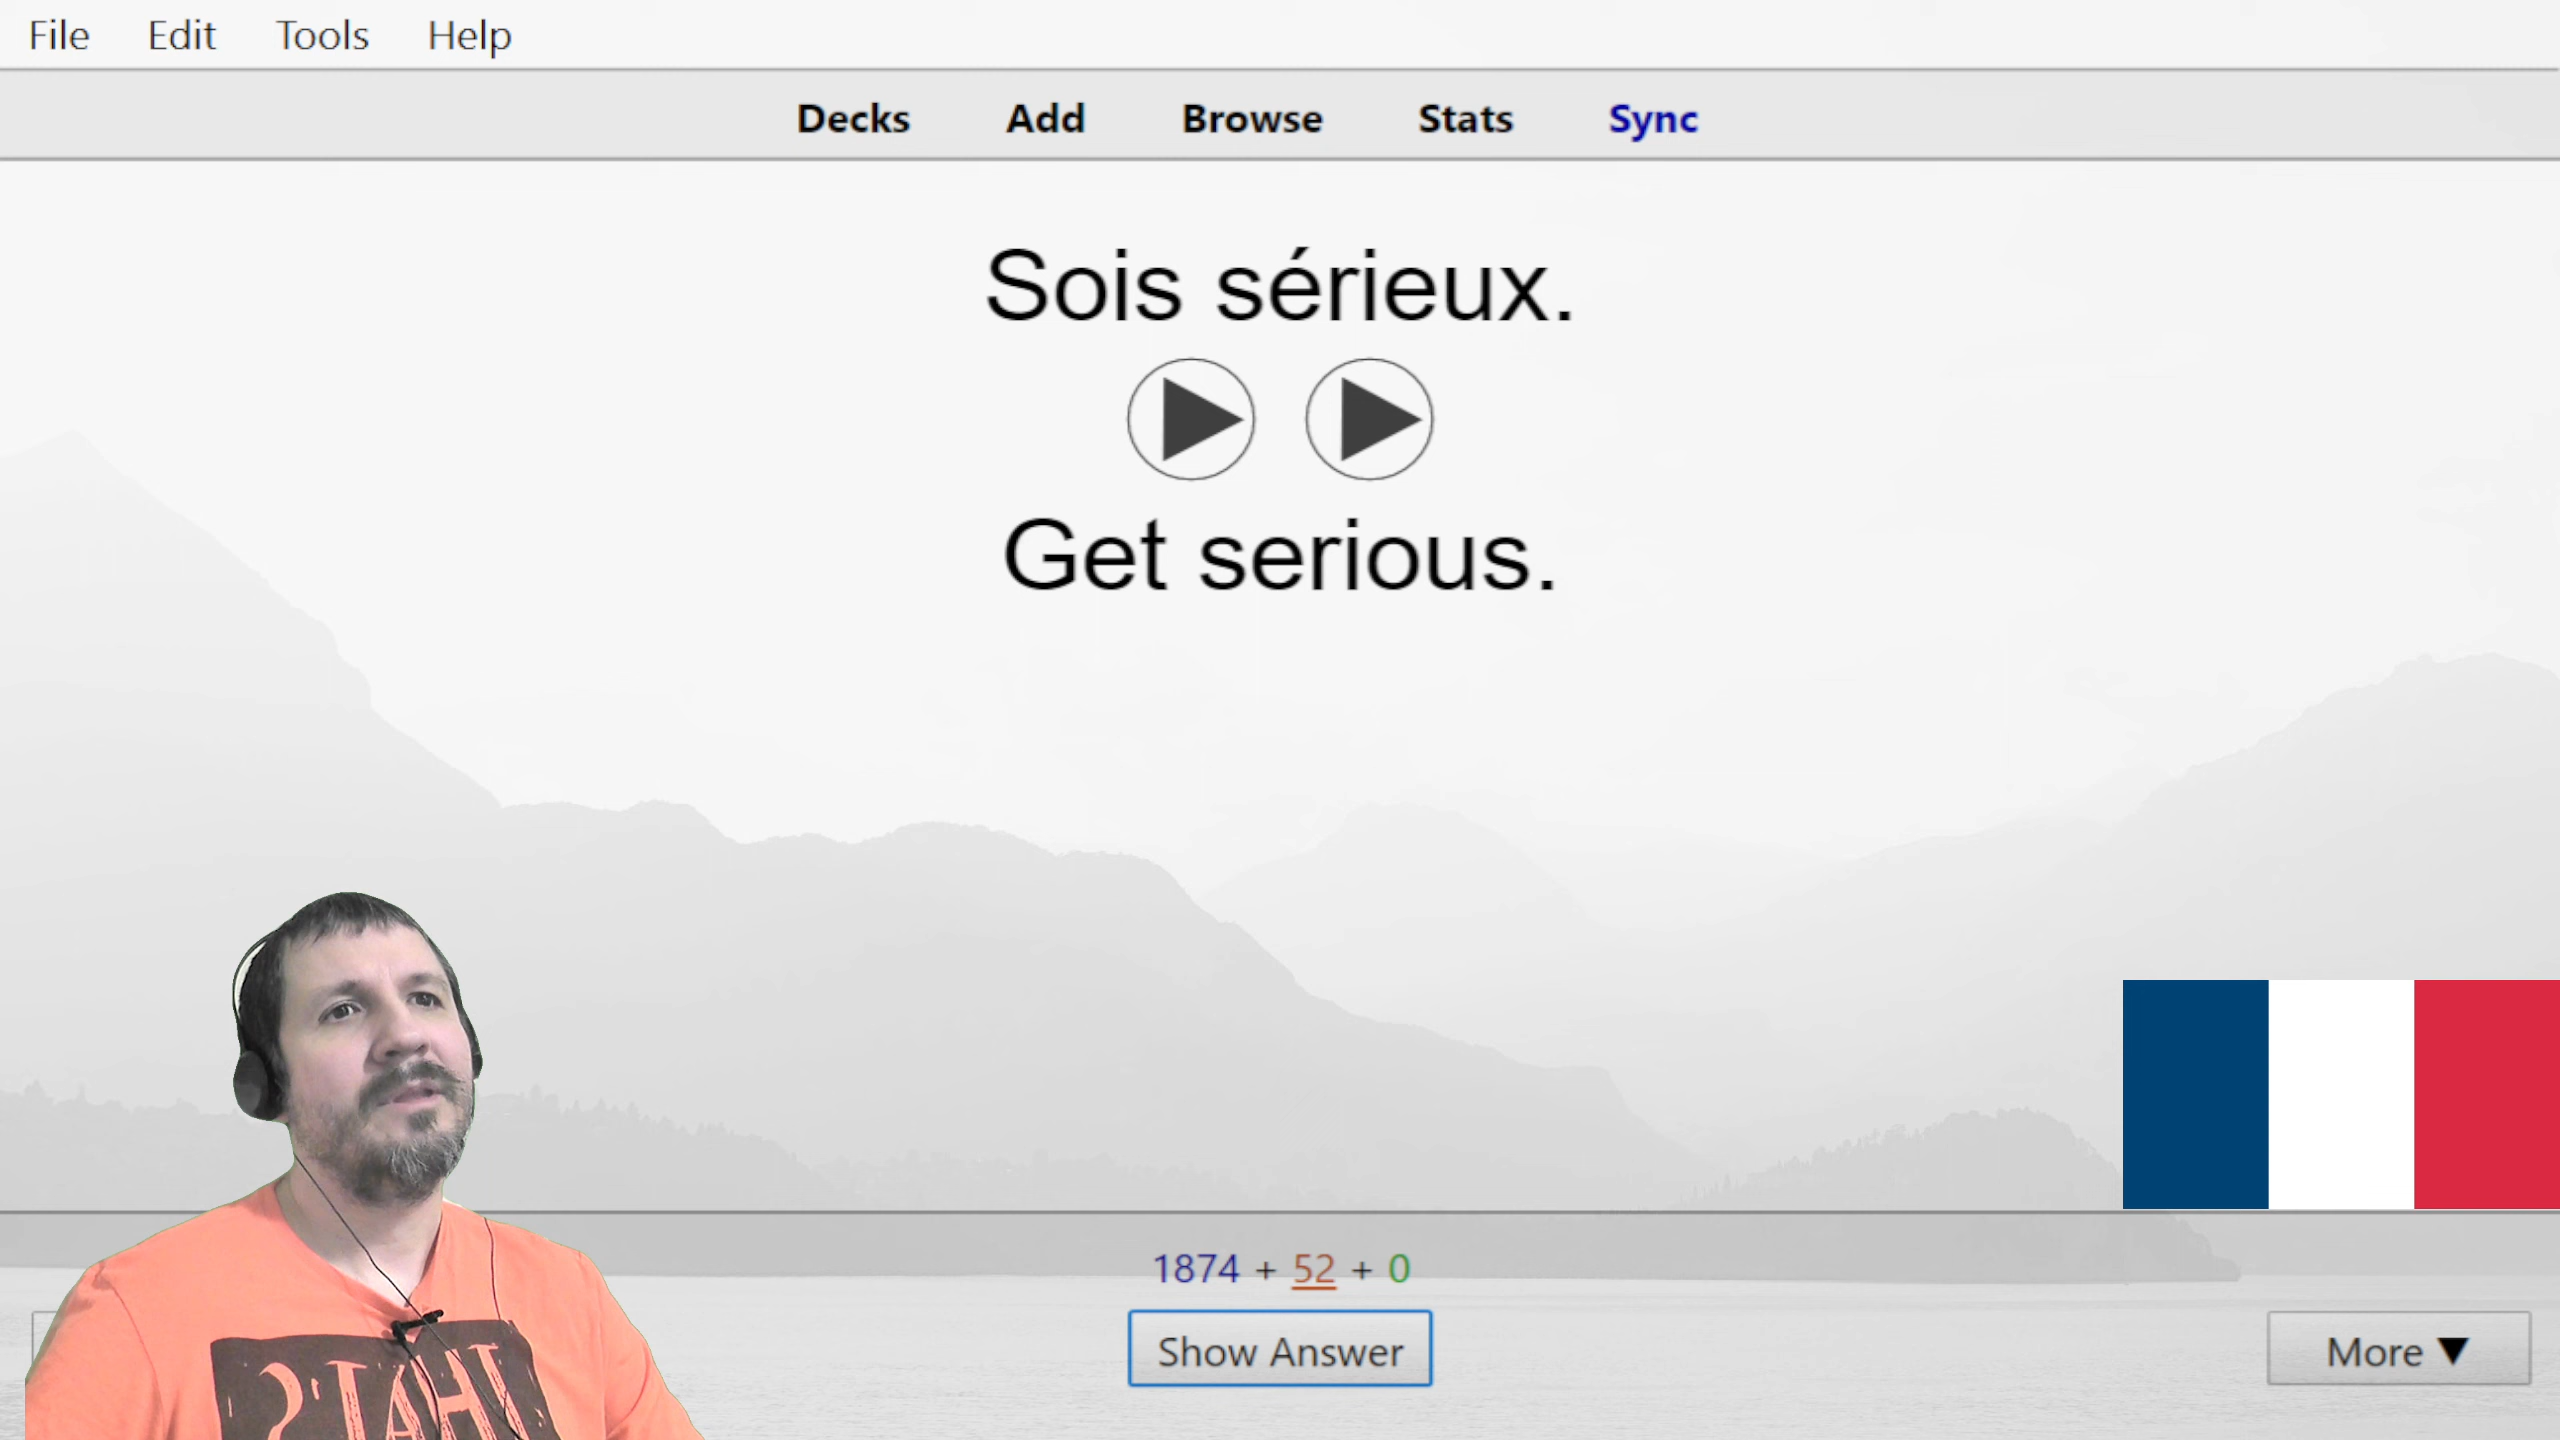 File Edit Tools Help
Decks Add Browse Stats Sync
Sois sérieux.
Get serious.
1874 + 52 + 0
Show Answer
More ▼